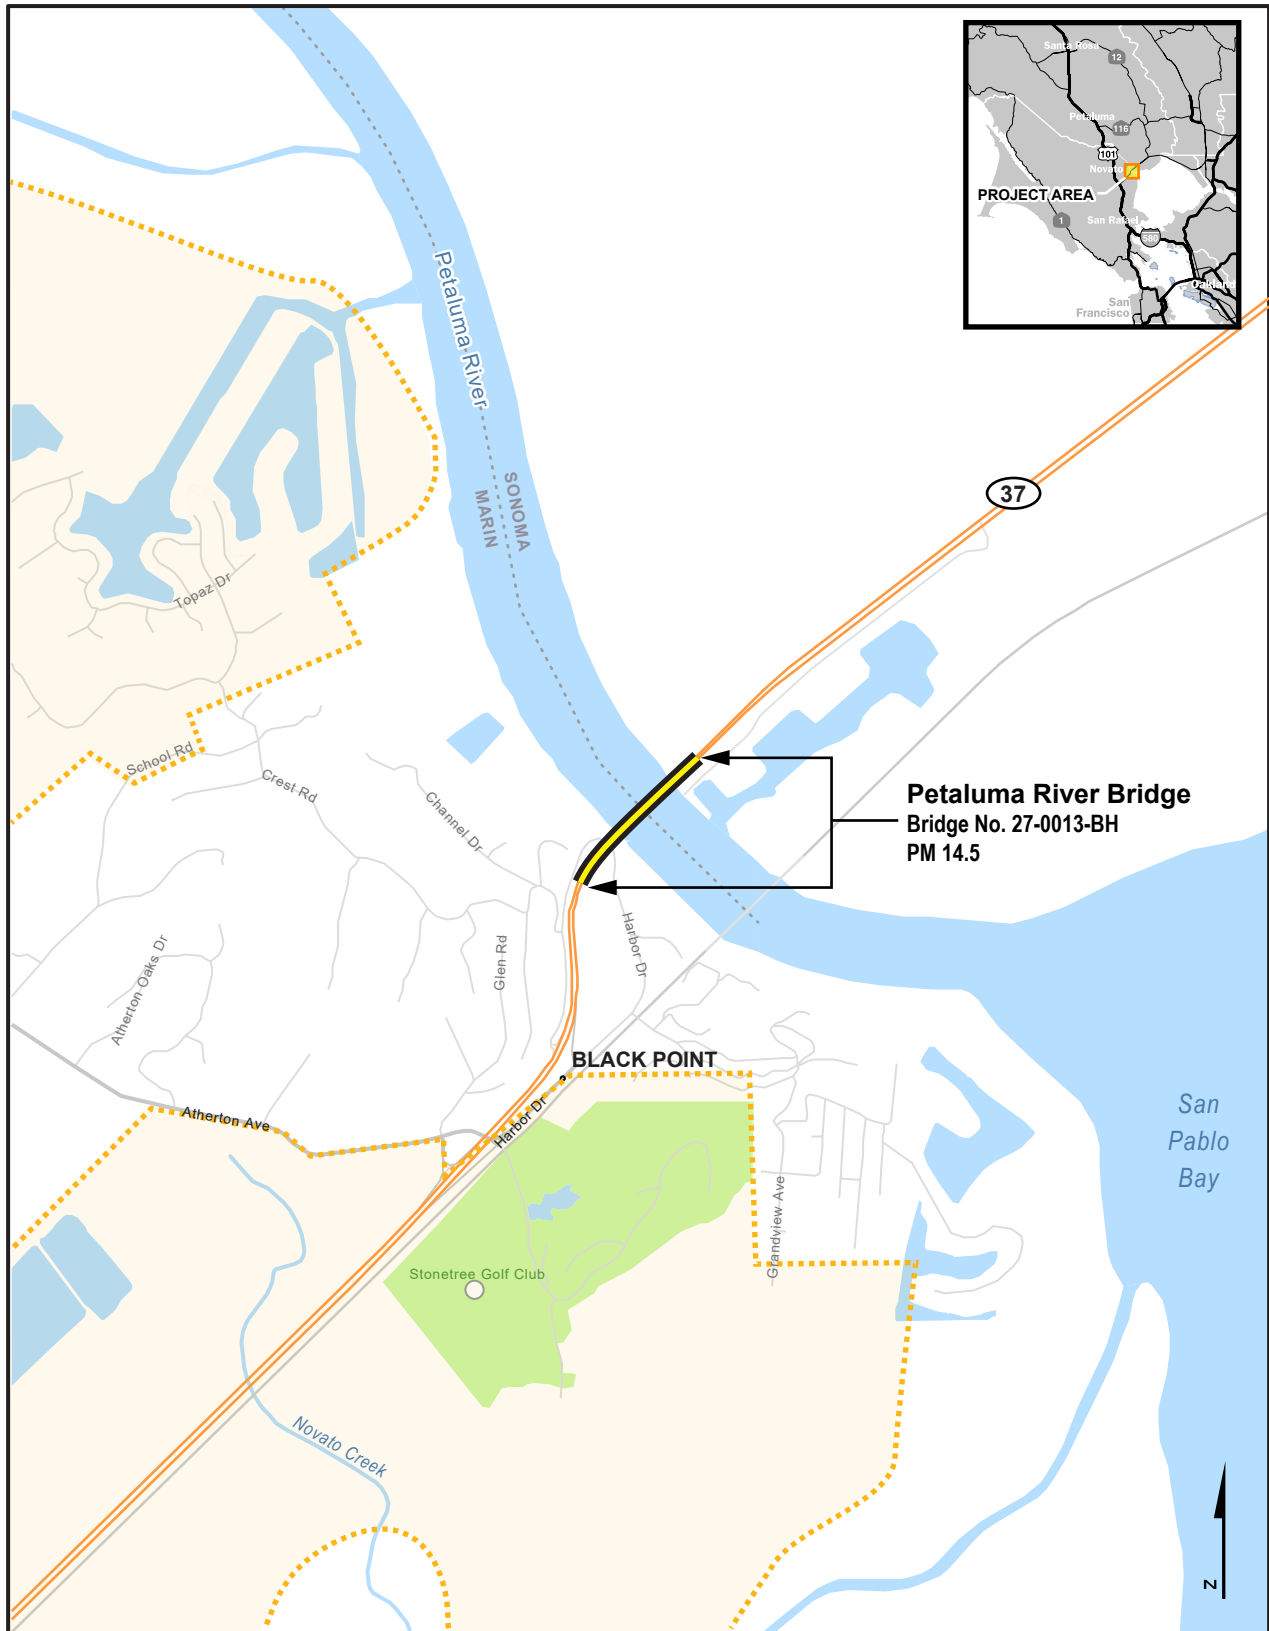 Santa Rosa
12
Petaluma
116
101
Novato
PROJECT AREA
1
San Rafael
580
Oakland
San
Francisco
Petaluma River
SONOMA
MARIN
37
Topaz Dr
School Rd
Crest Rd
Channel Dr
Petaluma River Bridge
Bridge No. 27-0013-BH
PM 14.5
Harbor Dr
Glen Rd
Atherton Oaks Dr
BLACK POINT
Atherton Ave
Harbor Dr
San
Pablo
Bay
Grandview Ave
Stonetree Golf Club
Novato Creek
N